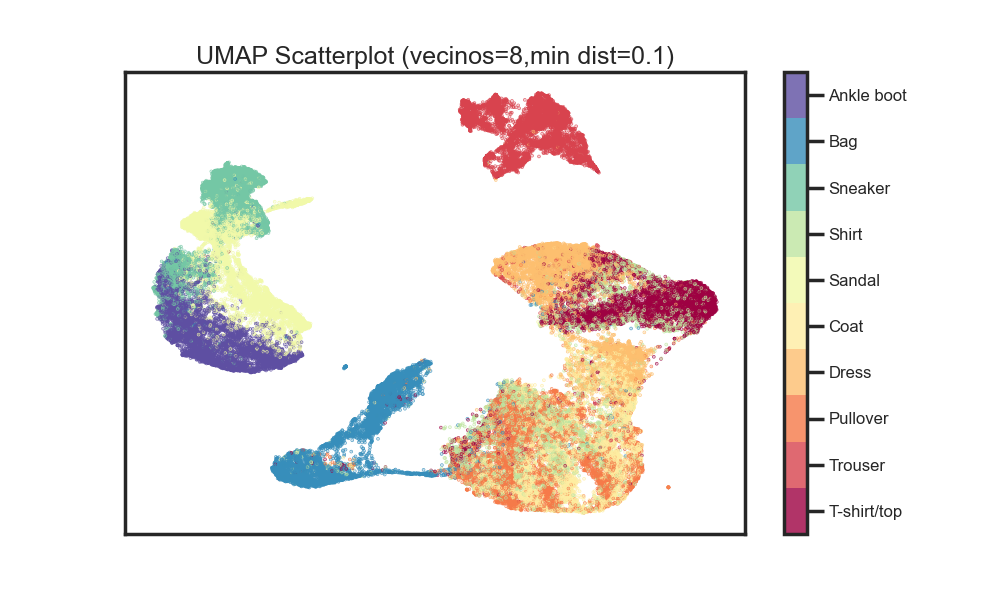 UMAP Scatterplot (vecinos=8,min dist=0.1)
Ankle boot
Bag
Sneaker
Shirt
Sandal
Coat
Dress
Pullover
Trouser
T-shirt/top